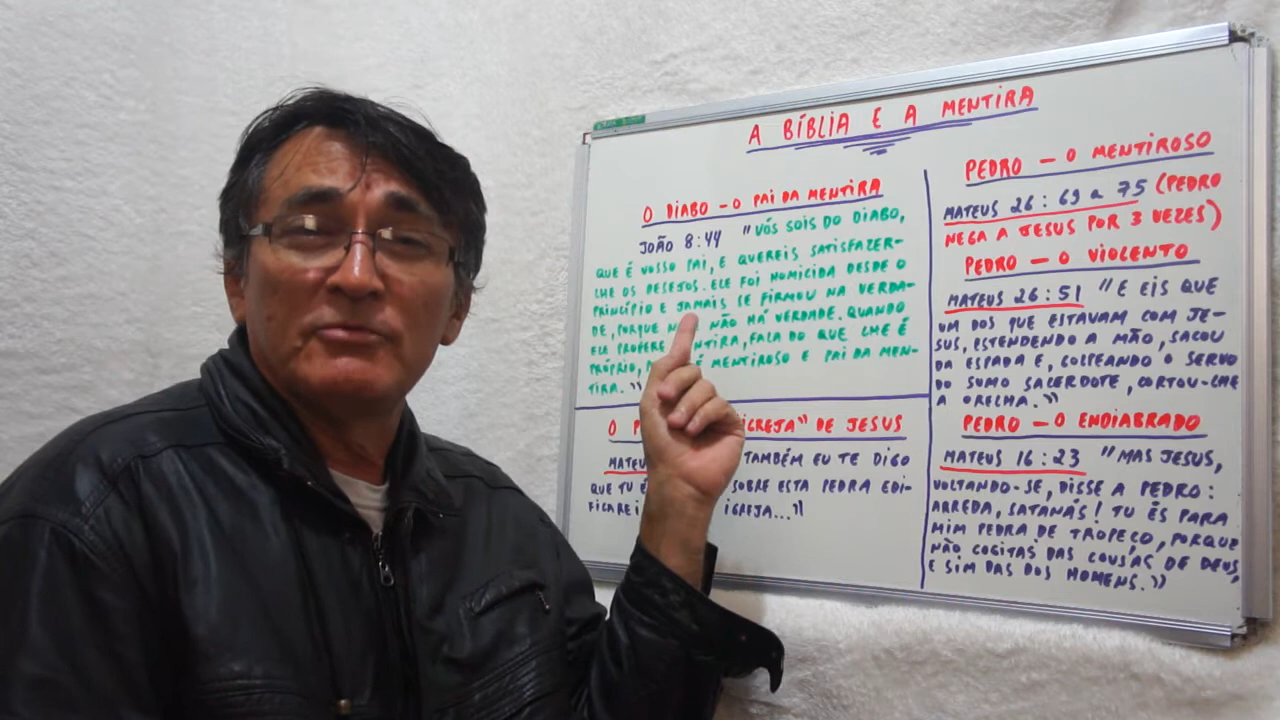 A BÍBLIA E A MENTIRA
O DIABO - O PAI DA MENTIRA
JOÃO 8:44 "VÓS SOIS DO DIABO,
QUE É VOSSO PAI, E QUEREIS SATISFAZER-
LHE OS DESEJOS. ELE FOI HOMICIDA DESDE O
PRINCÍPIO E JAMAIS SE FIRMOU NA VERDA-
DE, PORQUE NÃO HÁ VERDADE. QUANDO
ELE PROFERE MENTIRA, FALA DO QUE LHE É
PRÓPRIO, É MENTIROSO E PAI DA MEN-
TIRA."
O "IGREJA" DE JESUS
MATEUS TAMBÉM EU TE DIGO
QUE TU É SOBRE ESTA PEDRA EDI-
FICAREI IGREJA..."
PEDRO - O MENTIROSO
MATEUS 26:69 a 75 (PEDRO
NEGA A JESUS POR 3 VEZES)
PEDRO - O VIOLENTO
MATEUS 26:51 "E EIS QUE
UM DOS QUE ESTAVAM COM JE-
SUS, ESTENDENDO A MÃO, SACOU
DA ESPADA E, GOLPEANDO O SERVO
DO SUMO SACERDOTE, CORTOU-LHE
A ORELHA."
PEDRO - O ENDIABRADO
MATEUS 16:23 "MAS JESUS,
VOLTANDO-SE, DISSE A PEDRO:
ARREDA, SATANÁS! TU ÉS PARA
MIM PEDRA DE TROPEÇO, PORQUE
NÃO COGITAS DAS COUSAS DE DEUS,
E SIM DAS DOS HOMENS."